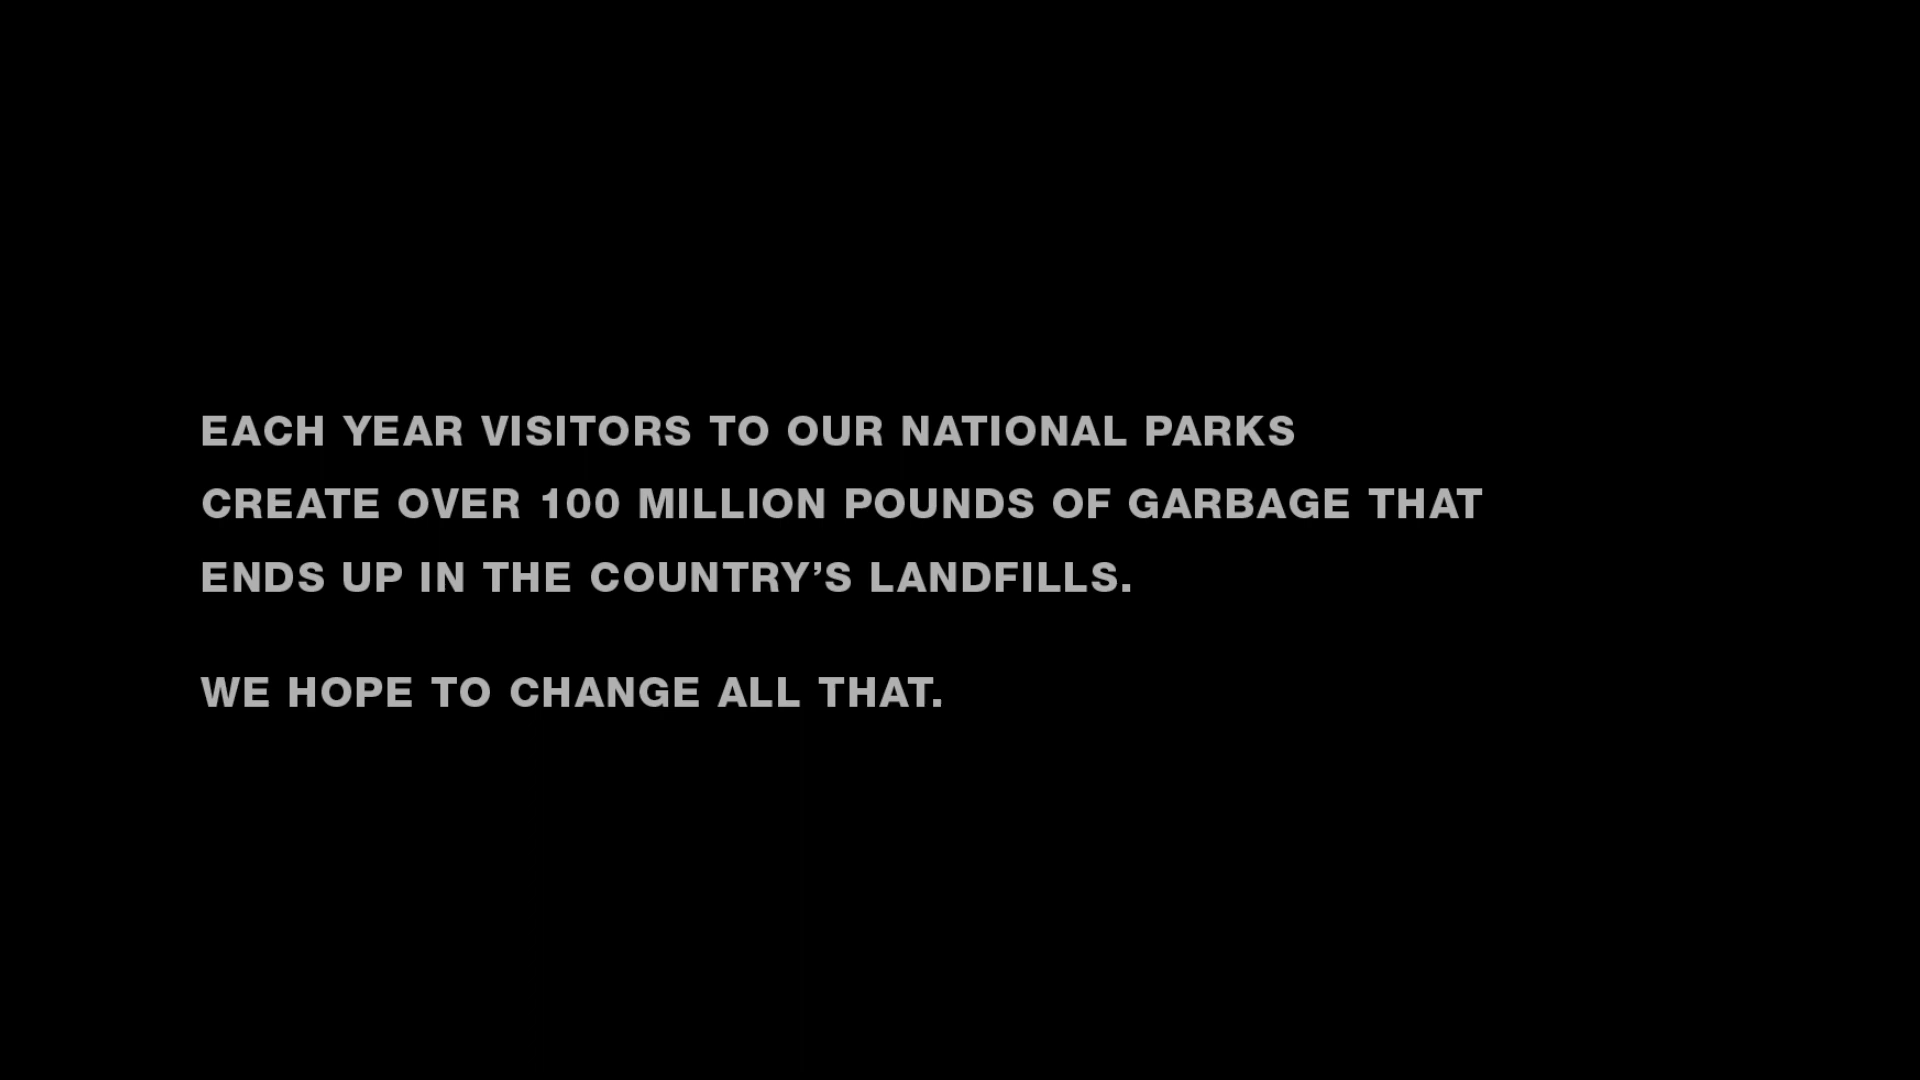 EACH YEAR VISITORS TO OUR NATIONAL PARKS
CREATE OVER 100 MILLION POUNDS OF GARBAGE THAT
ENDS UP IN THE COUNTRY’S LANDFILLS.
WE HOPE TO CHANGE ALL THAT.